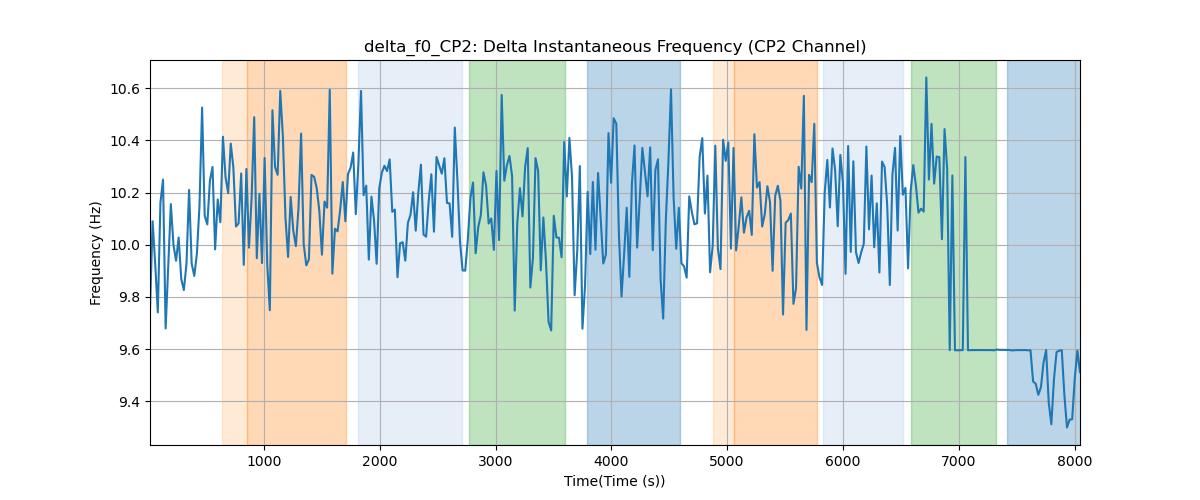 delta_f0_CP2: Delta Instantaneous Frequency (CP2 Channel)
Frequency (Hz)
10.6
10.4
10.2
10.0
9.8
9.6
9.4
1000 2000 3000 4000 5000 6000 7000 8000
Time(Time (s))